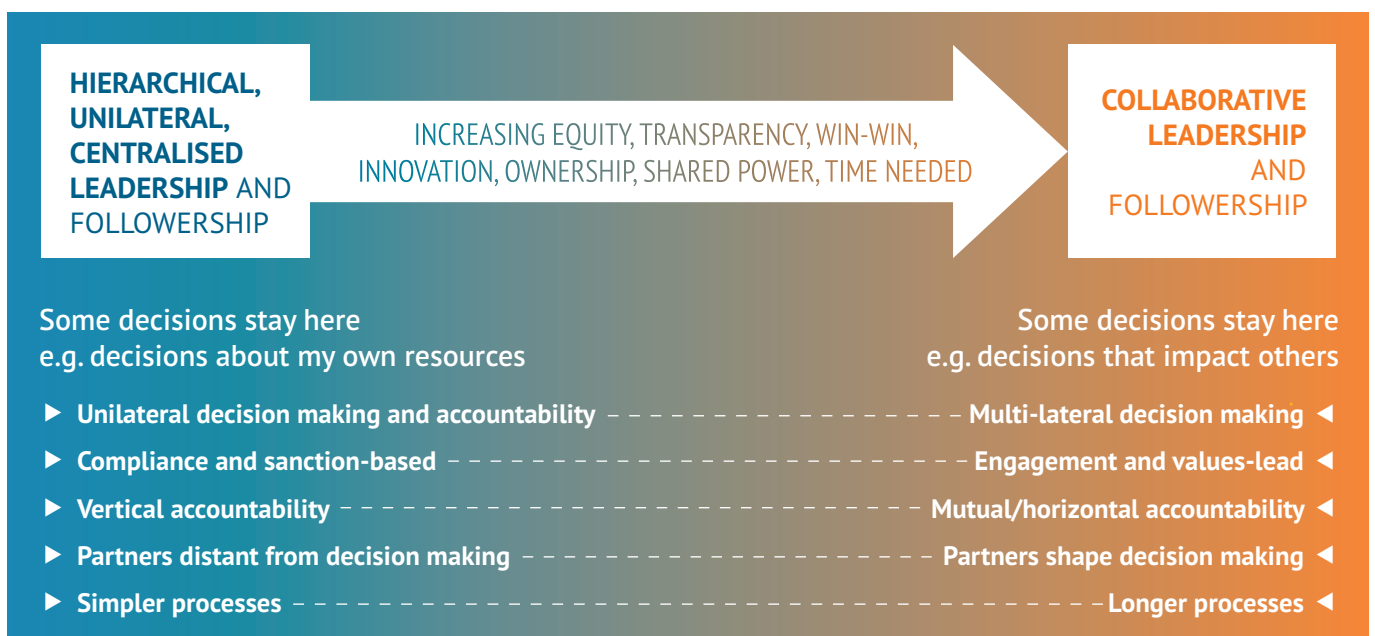 HIERARCHICAL,
UNILATERAL,
CENTRALISED
LEADERSHIP AND
FOLLOWERSHIP
INCREASING EQUITY, TRANSPARENCY, WIN-WIN,
INNOVATION, OWNERSHIP, SHARED POWER, TIME NEEDED
COLLABORATIVE
LEADERSHIP
AND
FOLLOWERSHIP
Some decisions stay here
e.g. decisions about my own resources
Some decisions stay here
e.g. decisions that impact others
Unilateral decision making and accountability
Multi-lateral decision making
Compliance and sanction-based
Engagement and values-lead
Vertical accountability
Mutual/horizontal accountability
Partners distant from decision making
Partners shape decision making
Simpler processes
Longer processes